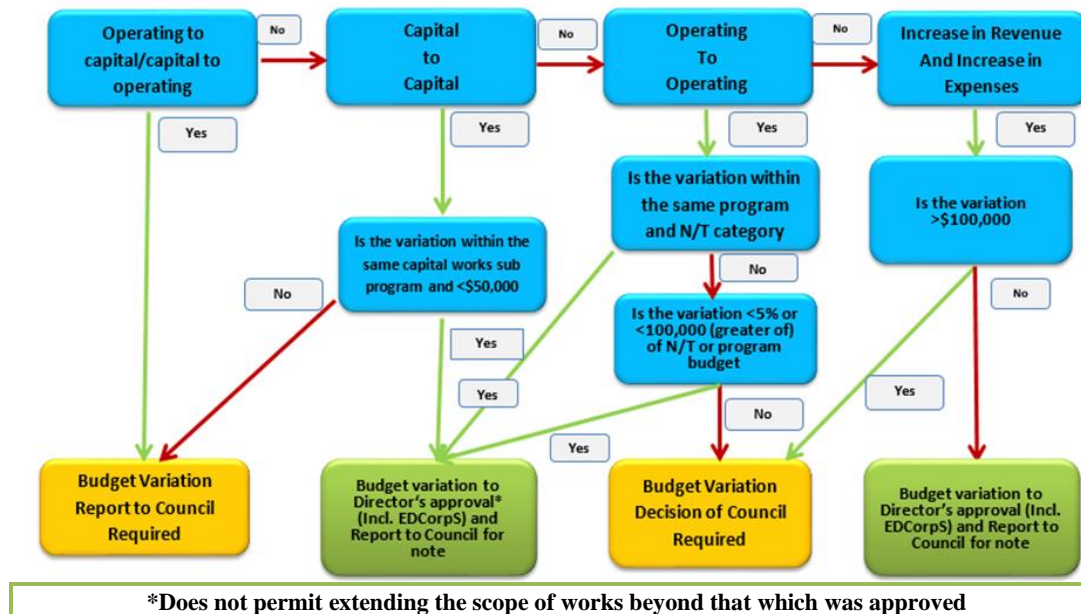 Operating to
capital/capital to
operating
No
Capital
to
Capital
No
Operating
To
Operating
No
Increase in Revenue
And Increase in
Expenses
Yes
Yes
Yes
Yes
Is the variation within
the same program
and N/T category
Is the variation
>$100,000
Is the variation within the
same capital works sub
program and <$50,000
No
No
No
Is the variation <5% or
<100,000 (greater of)
of N/T or program
budget
Yes
Yes
Yes
No
Yes
Budget Variation
Report to Council
Required
Budget variation to
Director's approval*
(Incl. EDCorpS) and
Report to Council for
note
Budget Variation
Decision of Council
Required
Budget variation to
Director's approval (Incl.
EDCorpS) and Report to
Council for note
*Does not permit extending the scope of works beyond that which was approved